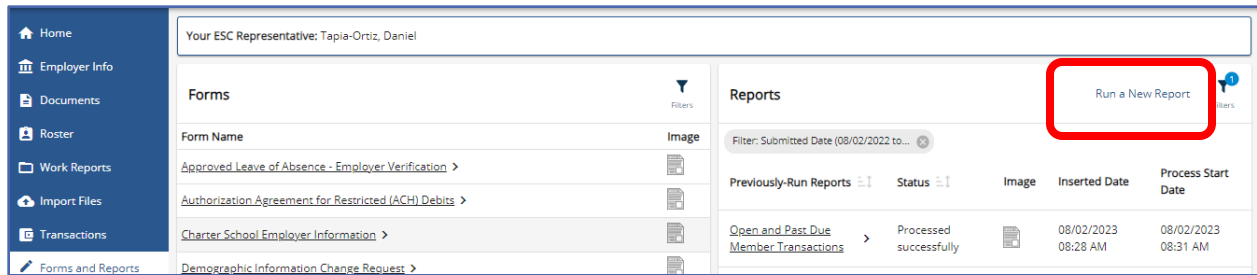 Home
Employer Info
Documents
Roster
Work Reports
Import Files
Transactions
Forms and Reports
Your ESC Representative: Tapia-Ortiz, Daniel
Forms
Filters
Form Name Image
Approved Leave of Absence - Employer Verification >
Authorization Agreement for Restricted (ACH) Debits >
Charter School Employer Information >
Demographic Information Change Request >
Reports
Run a New Report
1
Filter: Submitted Date (08/02/2022 to...
Previously-Run Reports Status Image Inserted Date Process Start
Date
Open and Past Due Processed 08/02/2023 08/02/2023
Member Transactions > successfully 08:28 AM 08:31 AM